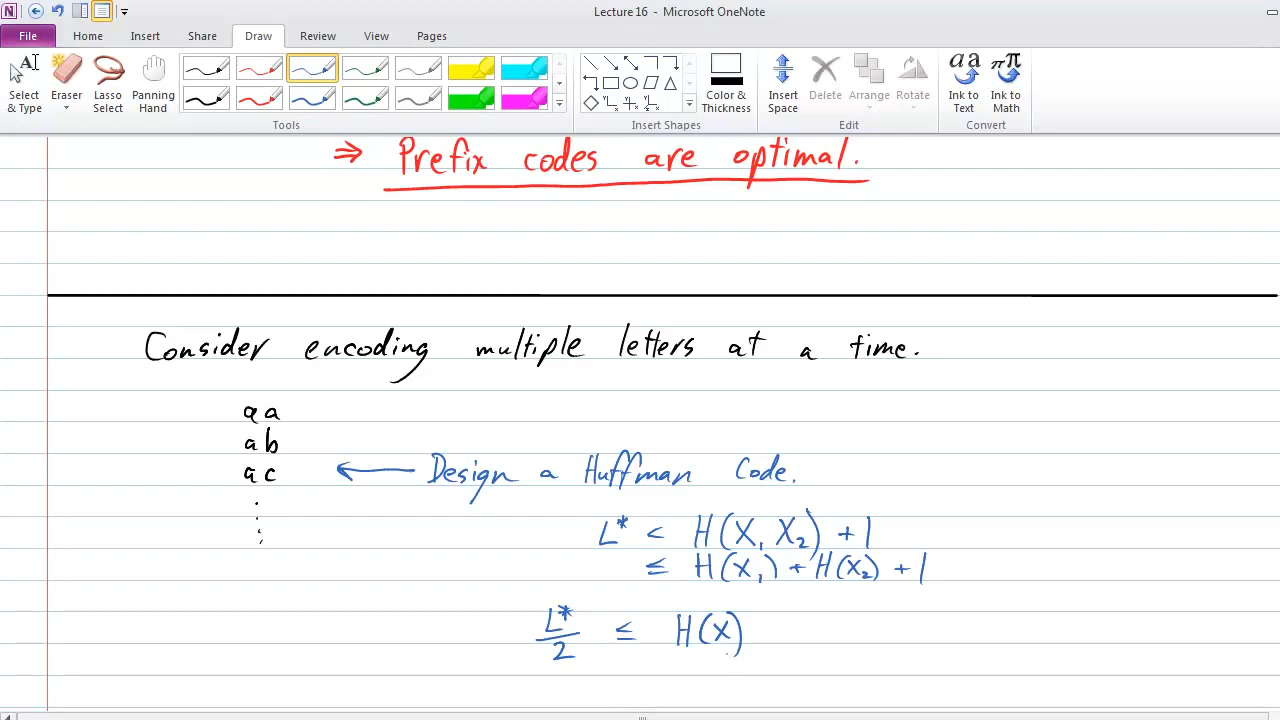 Lecture 16 - Microsoft OneNote
File Home Insert Share Draw Review View Pages
Select & Type Eraser Lasso Select Panning Hand Color & Thickness Insert Space Delete Arrange Rotate Ink to Text Ink to Math
Tools Insert Shapes Edit Convert
⇒ Prefix codes are optimal.
Consider encoding multiple letters at a time.
aa
ab
ac ← Design a Huffman Code.
⋮
L* < H(X₁ X₂) + 1
≤ H(X₁) + H(X₂) + 1
L*/2 ≤ H(X)